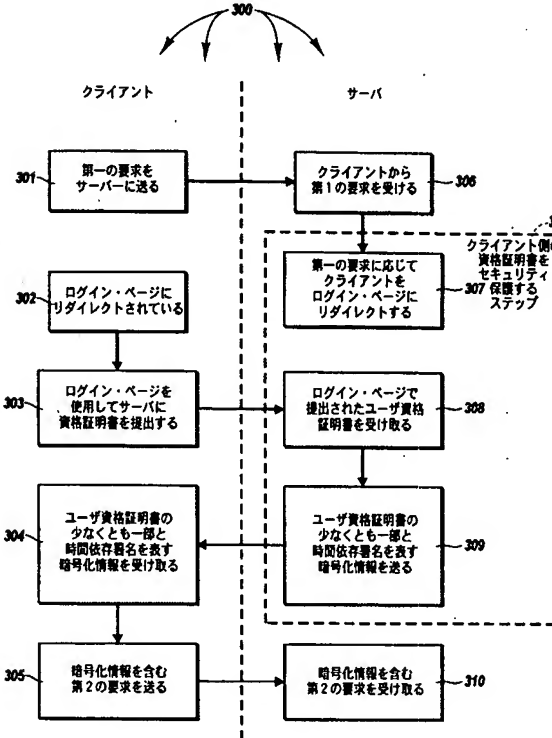 300
クライアント
サーバ
301
第一の要求を
サーバーに送る
クライアントから
第1の要求を受ける
306
クライアント側
資格証明書を
セキュリティ
保護する
ステップ
302
ログイン・ページに
リダイレクトされている
第一の要求に応じて
クライアントを
ログイン・ページに
リダイレクトする
307
303
ログイン・ページを
使用してサーバに
資格証明書を提出する
ログイン・ページで
提出されたユーザ資格
証明書を受け取る
308
304
ユーザ資格証明書の
少なくとも一部と
時間依存署名を表す
暗号化情報を受け取る
ユーザ資格証明書の
少なくとも一部と
時間依存署名を表す
暗号化情報を送る
309
305
暗号化情報を含む
第2の要求を送る
暗号化情報を含む
第2の要求を受け取る
310